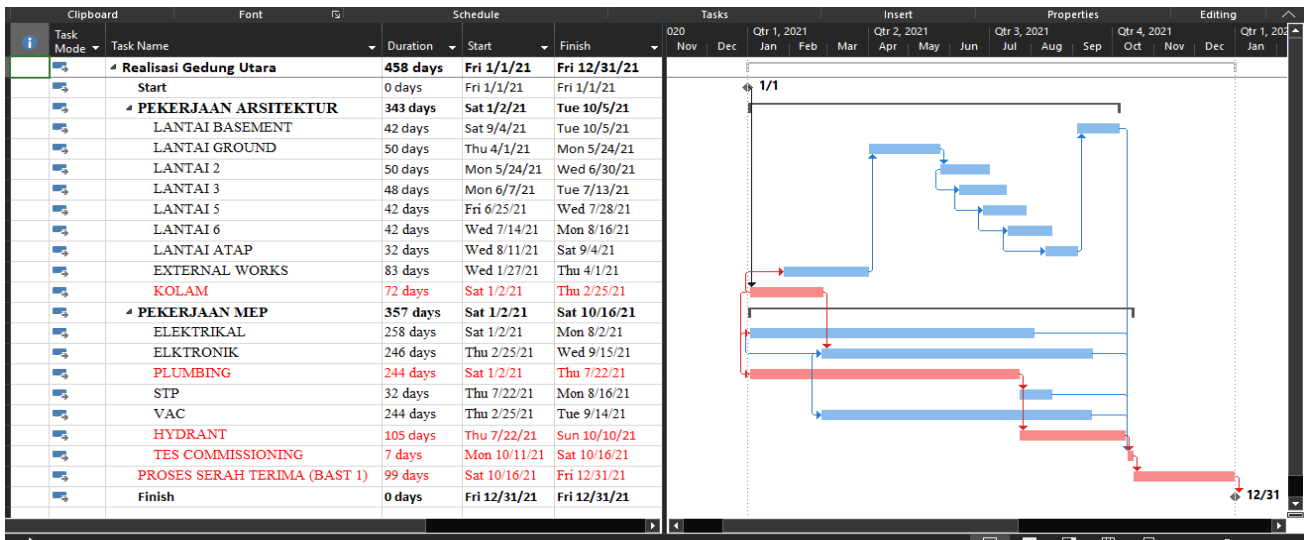 Clipboard Font Schedule Tasks Insert Properties Editing
Task Mode Task Name Duration Start Finish
020 Qtr 1, 2021 Qtr 2, 2021 Qtr 3, 2021 Qtr 4, 2021 Qtr 1, 202
Nov Dec Jan Feb Mar Apr May Jun Jul Aug Sep Oct Nov Dec Jan
Realisasi Gedung Utara 458 days Fri 1/1/21 Fri 12/31/21
Start 0 days Fri 1/1/21 Fri 1/1/21 1/1
PEKERJAAN ARSITEKTUR 343 days Sat 1/2/21 Tue 10/5/21
LANTAI BASEMENT 42 days Sat 9/4/21 Tue 10/5/21
LANTAI GROUND 50 days Thu 4/1/21 Mon 5/24/21
LANTAI 2 50 days Mon 5/24/21 Wed 6/30/21
LANTAI 3 48 days Mon 6/7/21 Tue 7/13/21
LANTAI 5 42 days Fri 6/25/21 Wed 7/28/21
LANTAI 6 42 days Wed 7/14/21 Mon 8/16/21
LANTAI ATAP 32 days Wed 8/11/21 Sat 9/4/21
EXTERNAL WORKS 83 days Wed 1/27/21 Thu 4/1/21
KOLAM 72 days Sat 1/2/21 Thu 2/25/21
PEKERJAAN MEP 357 days Sat 1/2/21 Sat 10/16/21
ELEKTRIKAL 258 days Sat 1/2/21 Mon 8/2/21
ELKTRONIK 246 days Thu 2/25/21 Wed 9/15/21
PLUMBING 244 days Sat 1/2/21 Thu 7/22/21
STP 32 days Thu 7/22/21 Mon 8/16/21
VAC 244 days Thu 2/25/21 Tue 9/14/21
HYDRANT 105 days Thu 7/22/21 Sun 10/10/21
TES COMMISSIONING 7 days Mon 10/11/21 Sat 10/16/21
PROSES SERAH TERIMA (BAST 1) 99 days Sat 10/16/21 Fri 12/31/21
Finish 0 days Fri 12/31/21 Fri 12/31/21 12/31